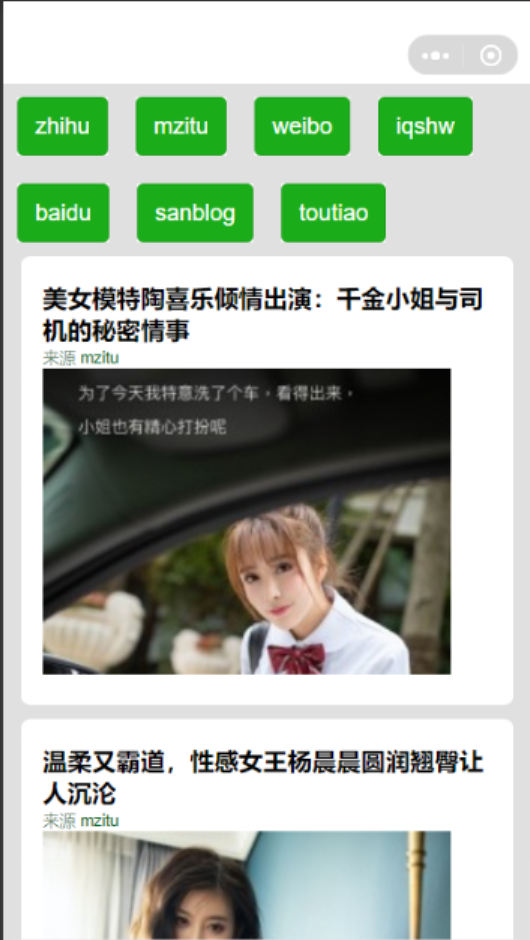 zhihu
mzitu
weibo
iqshw
baidu
sanblog
toutiao
美女模特陶喜乐倾情出演：千金小姐与司
机的秘密情事
来源 mzitu
为了今天我特意洗了个车，看得出来，
小姐也有精心打扮呢
温柔又霸道，性感女王杨晨晨圆润翘臀让
人沉沦
来源 mzitu